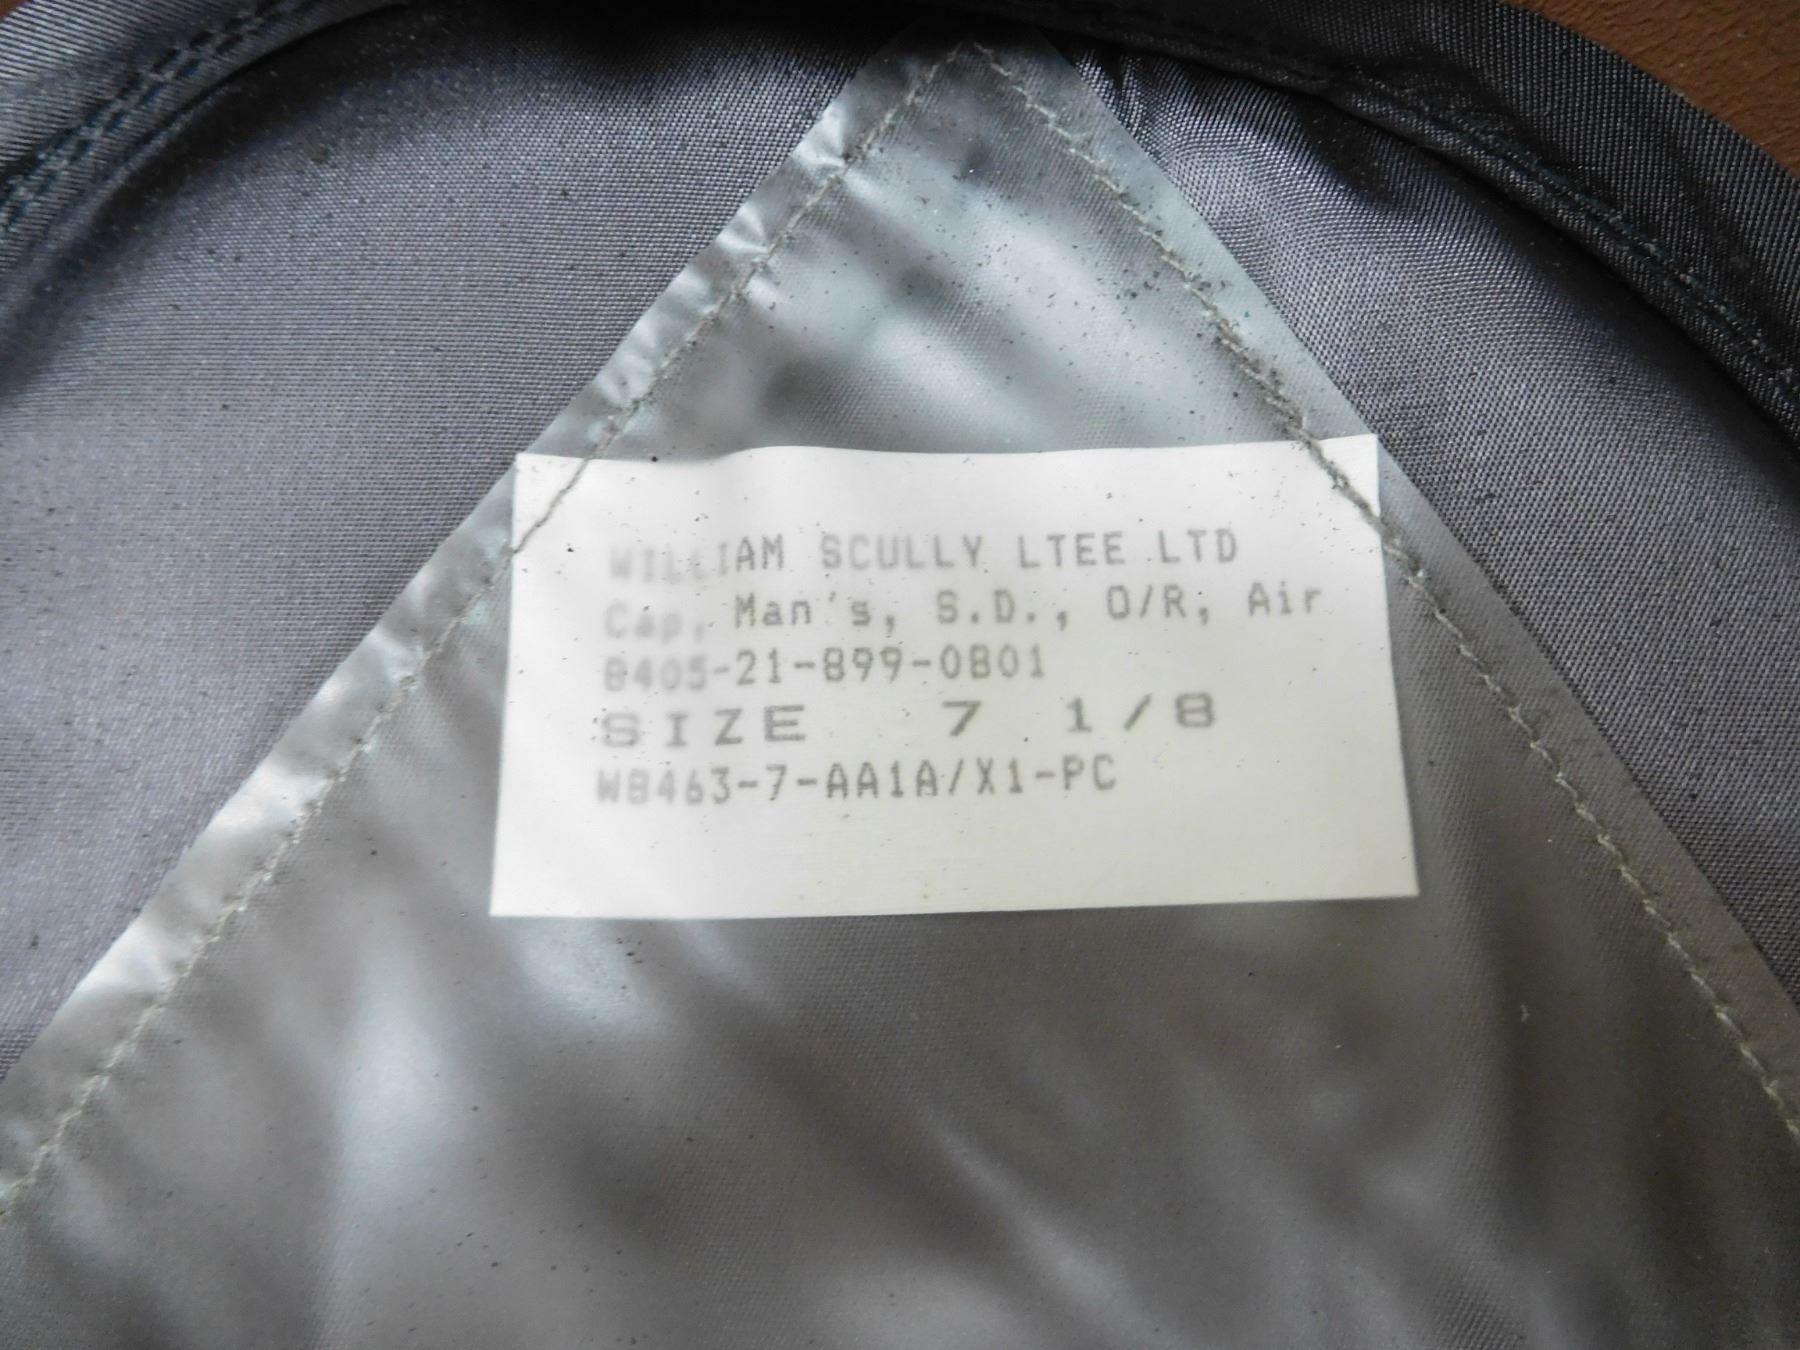 WILLIAM SCULLY LTEE LTD
Cap, Man's, S.D., O/R, Air
8405-21-899-0801
SIZE 7 1/8
W8463-7-AA1A/X1-PC